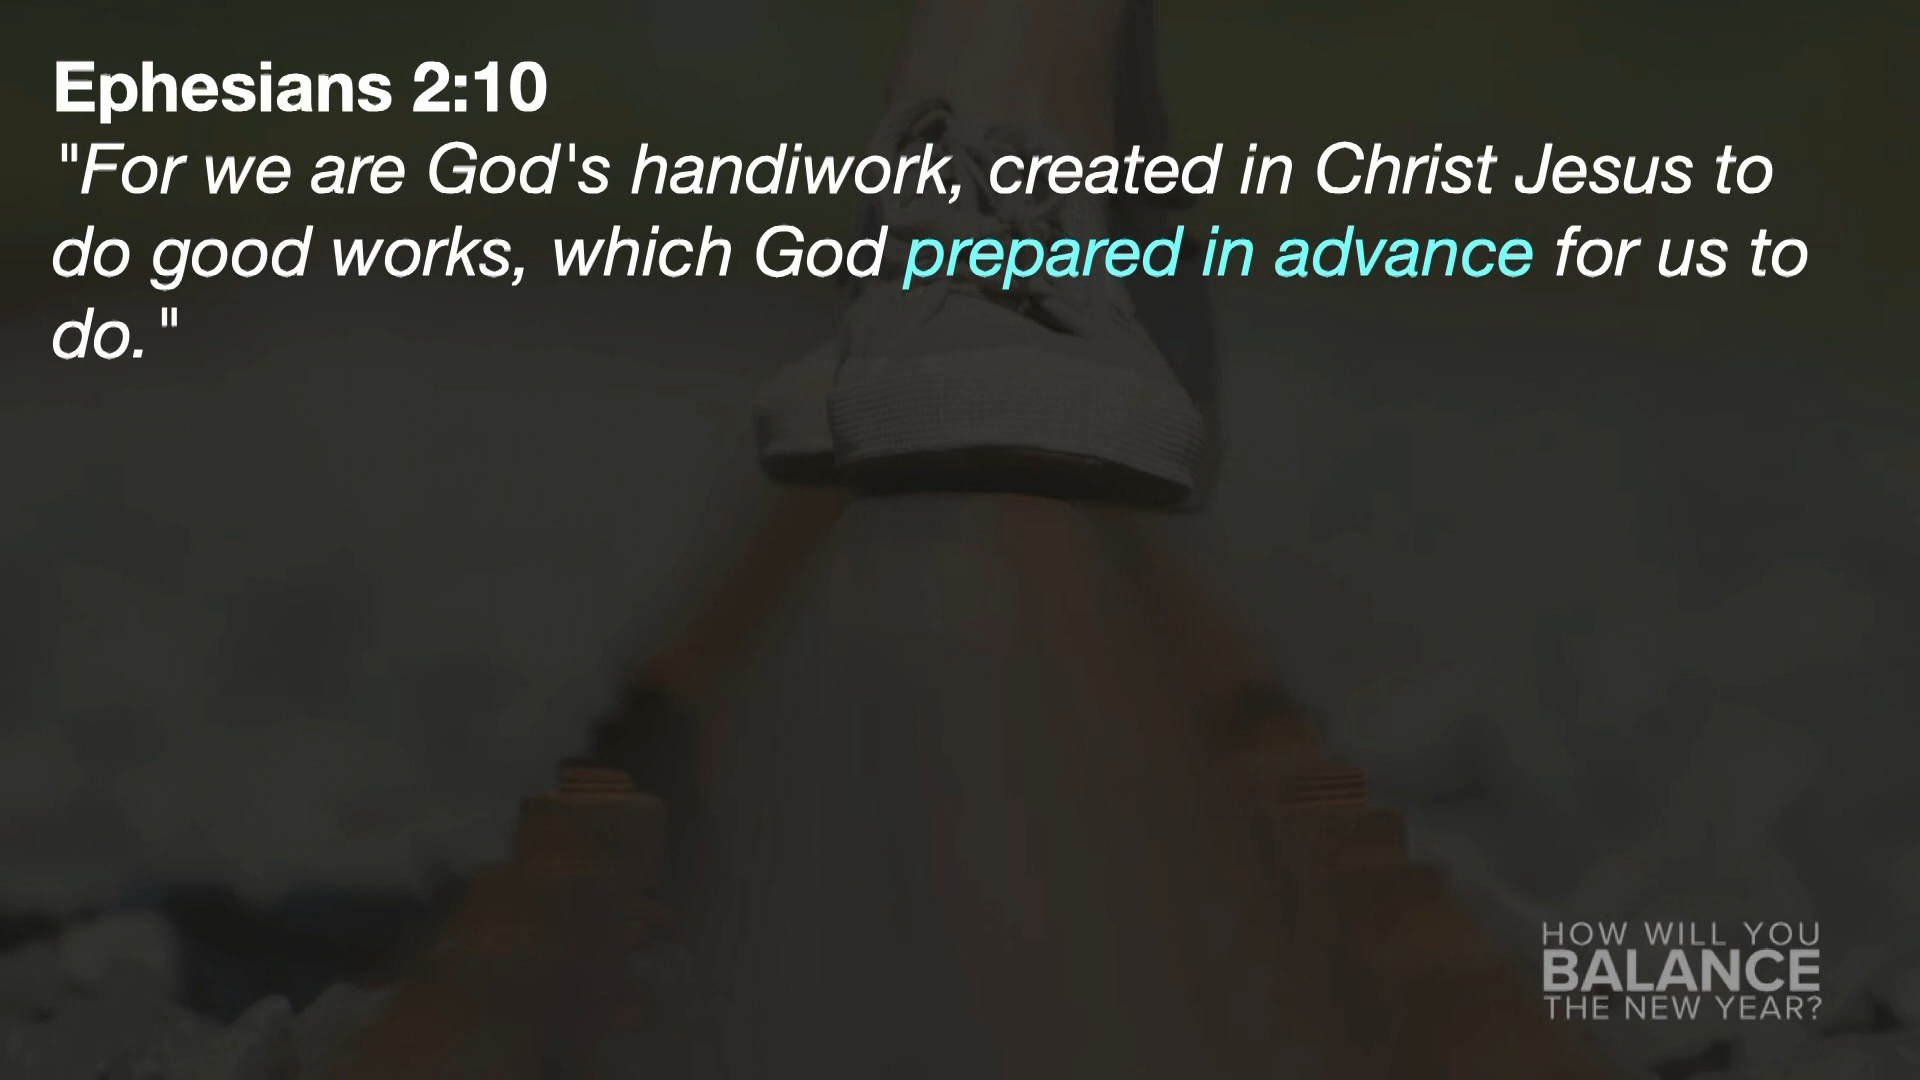 Ephesians 2:10
"For we are God's handiwork, created in Christ Jesus to
do good works, which God prepared in advance for us to
do."
HOW WILL YOU
BALANCE
THE NEW YEAR?